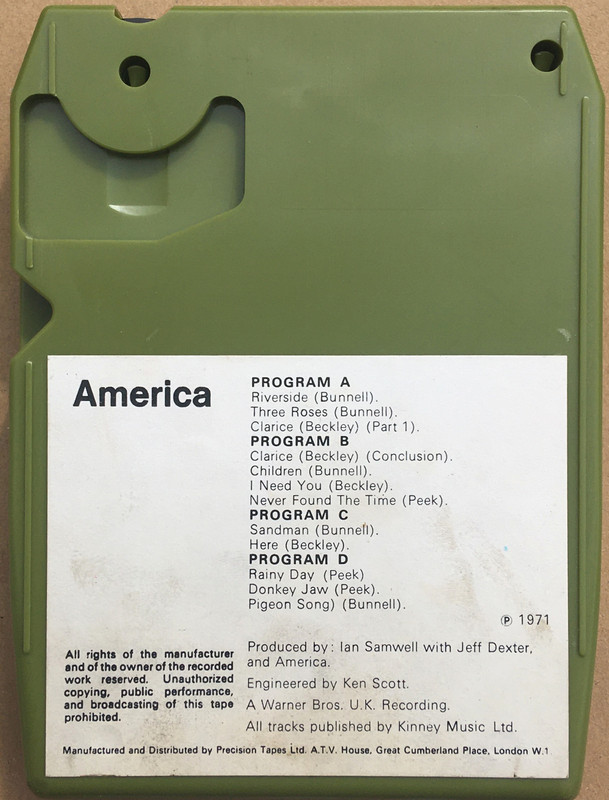 America
PROGRAM A
Riverside (Bunnell).
Three Roses (Bunnell).
Clarice (Beckley) (Part 1).
PROGRAM B
Clarice (Beckley) (Conclusion).
Children (Bunnell).
I Need You (Beckley).
Never Found The Time (Peek).
PROGRAM C
Sandman (Bunnell).
Here (Beckley).
PROGRAM D
Rainy Day (Peek)
Donkey Jaw (Peek).
Pigeon Song) (Bunnell).
℗ 1971
All rights of the manufacturer
and of the owner of the recorded
work reserved. Unauthorized
copying, public performance,
and broadcasting of this tape
prohibited.
Produced by: Ian Samwell with Jeff Dexter,
and America.
Engineered by Ken Scott.
A Warner Bros. U.K. Recording.
All tracks published by Kinney Music Ltd.
Manufactured and Distributed by Precision Tapes Ltd. A.T.V. House, Great Cumberland Place, London W.1